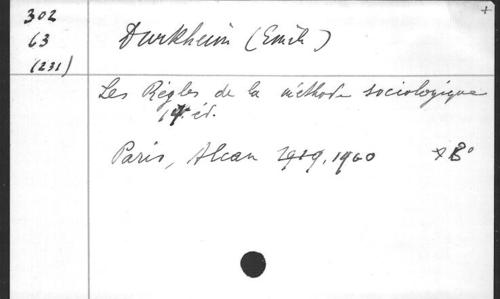 302
63
(231)
Durkheim (Emile)
Les Règles de la méthode sociologique
14e éd.
Paris, Alcan 1919, 1960 8°